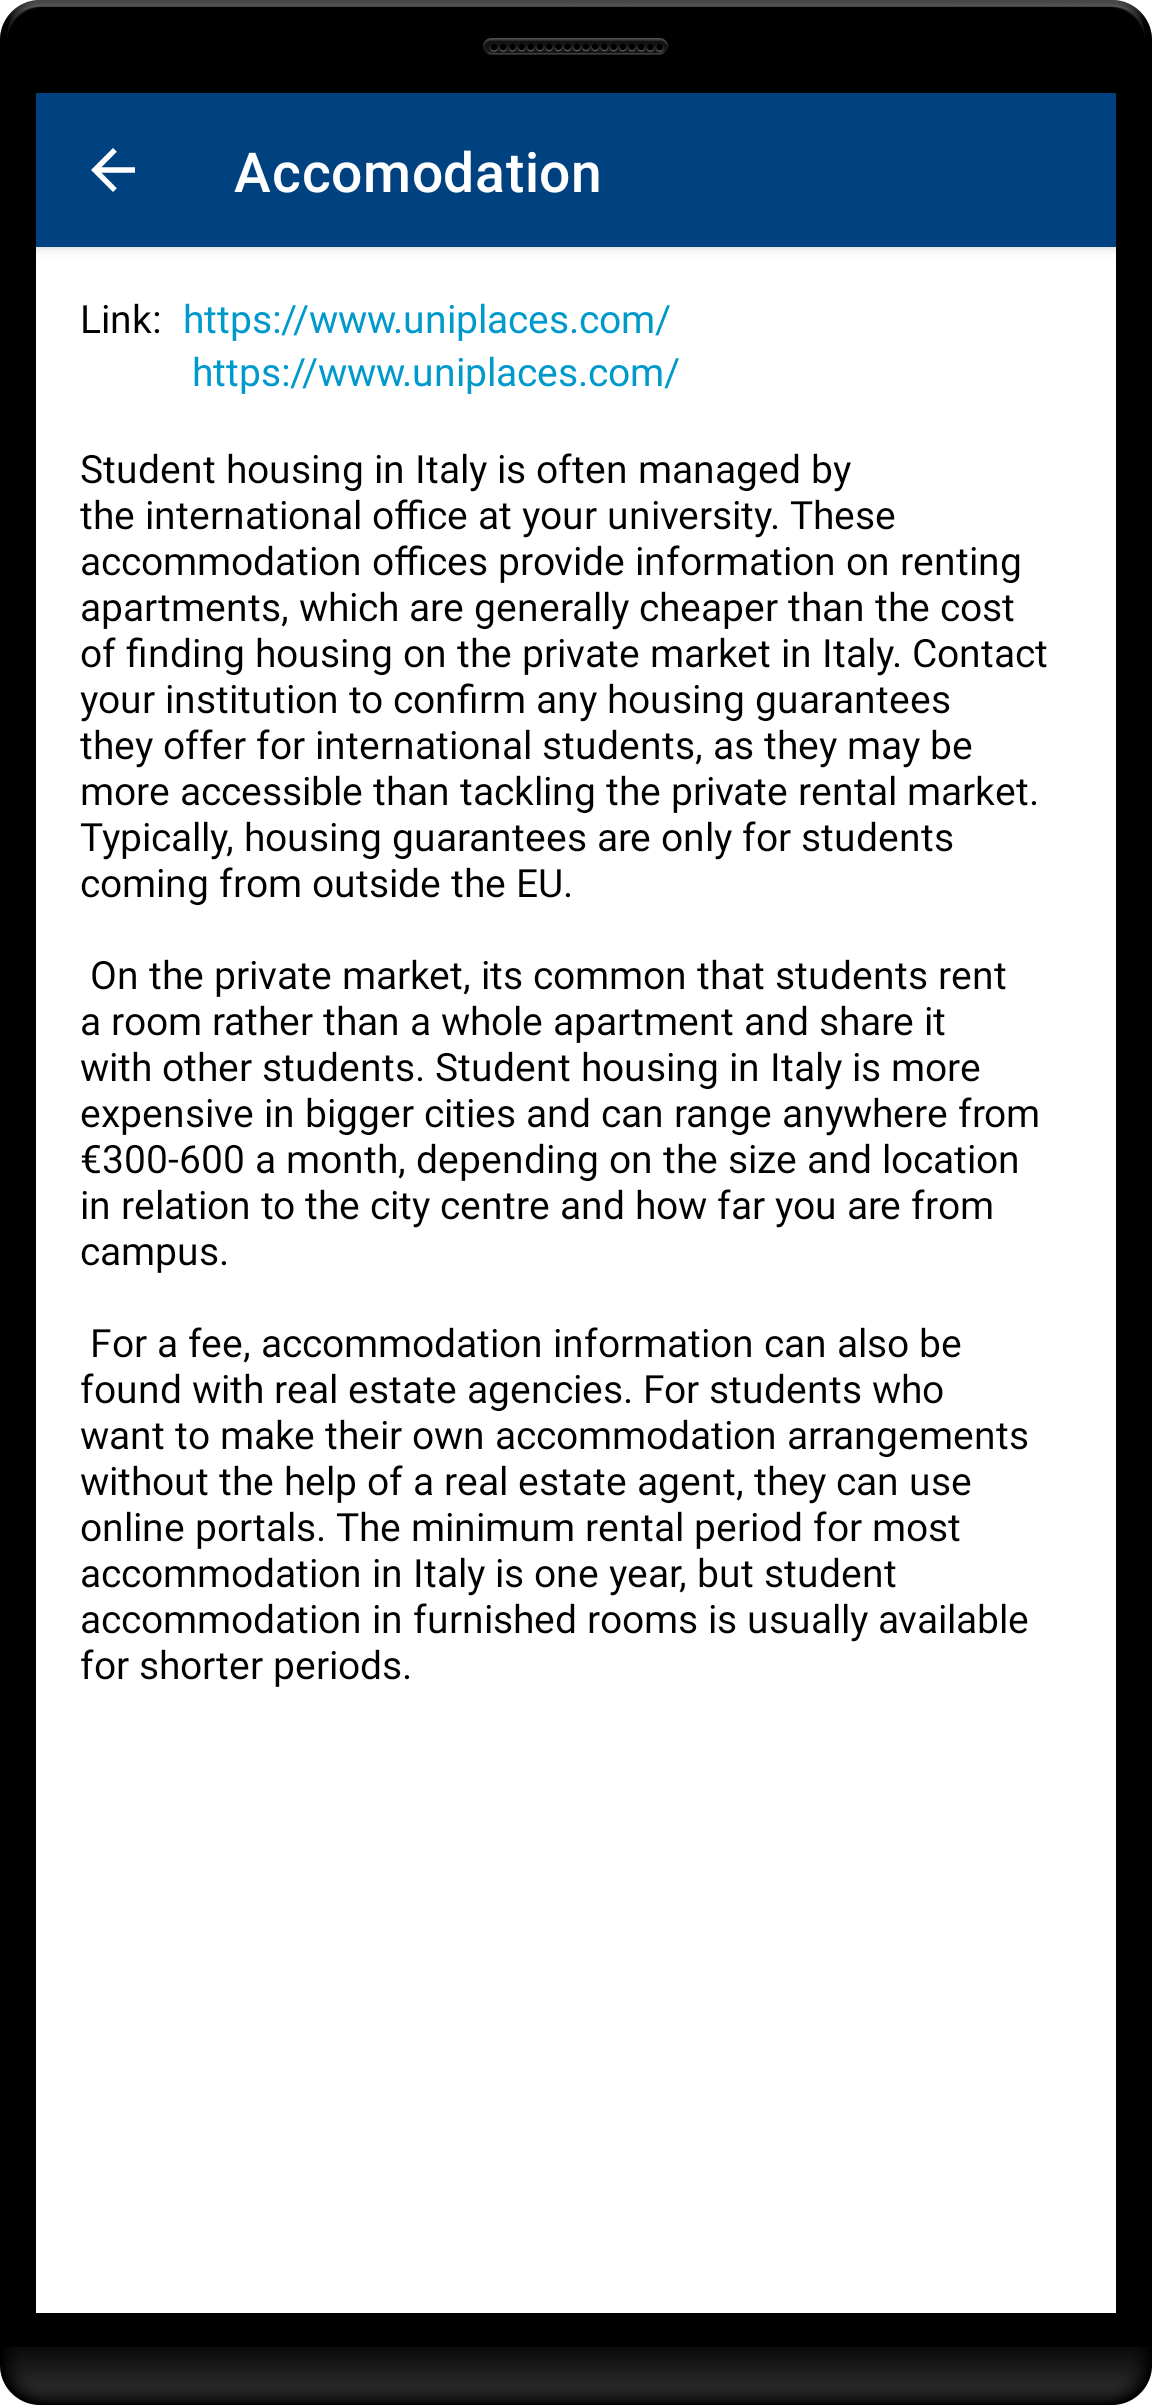 Accomodation
Link: https://www.uniplaces.com/
https://www.uniplaces.com/
Student housing in Italy is often managed by
the international office at your university. These
accommodation offices provide information on renting
apartments, which are generally cheaper than the cost
of finding housing on the private market in Italy. Contact
your institution to confirm any housing guarantees
they offer for international students, as they may be
more accessible than tackling the private rental market.
Typically, housing guarantees are only for students
coming from outside the EU.
On the private market, its common that students rent
a room rather than a whole apartment and share it
with other students. Student housing in Italy is more
expensive in bigger cities and can range anywhere from
€300-600 a month, depending on the size and location
in relation to the city centre and how far you are from
campus.
For a fee, accommodation information can also be
found with real estate agencies. For students who
want to make their own accommodation arrangements
without the help of a real estate agent, they can use
online portals. The minimum rental period for most
accommodation in Italy is one year, but student
accommodation in furnished rooms is usually available
for shorter periods.